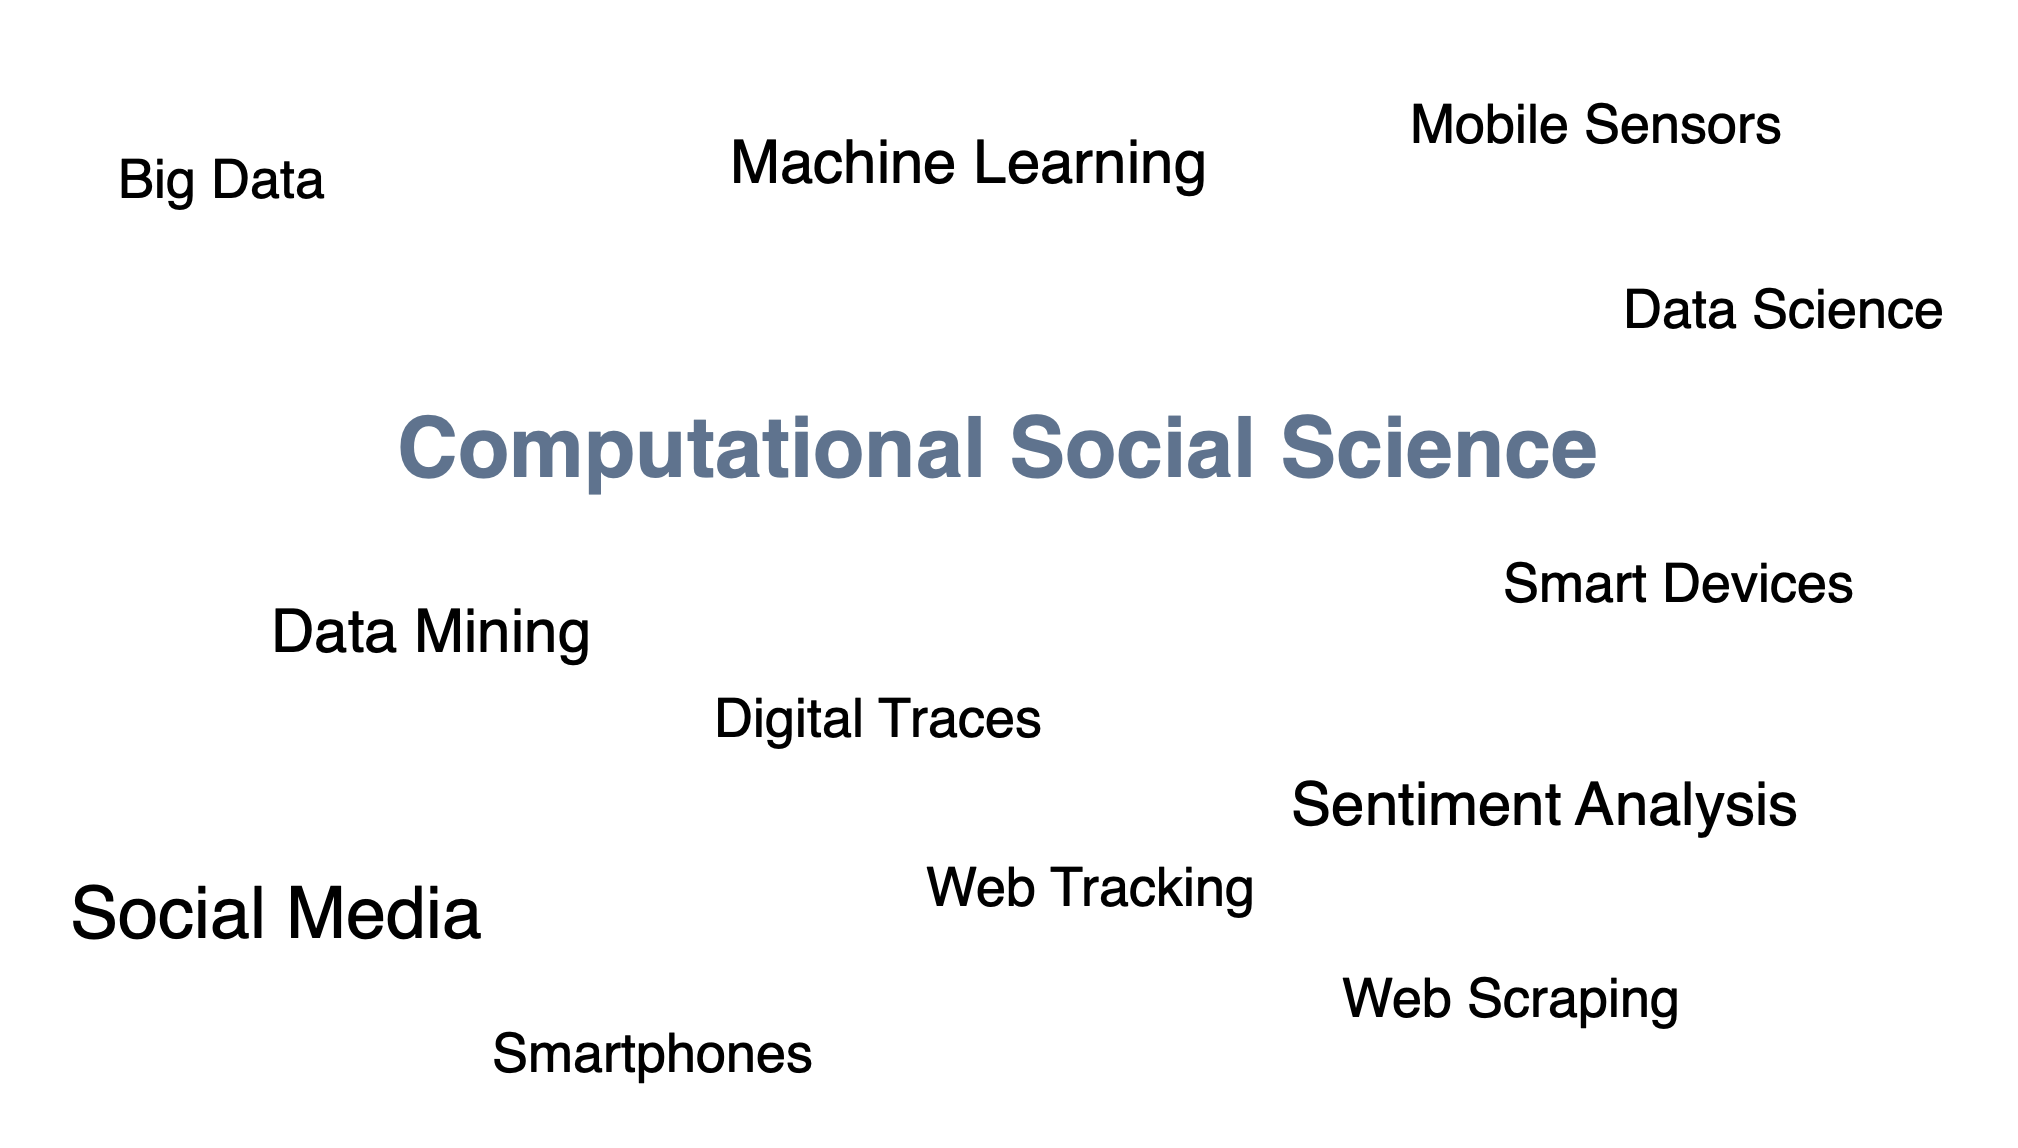 Mobile Sensors
Machine Learning
Big Data
Data Science
Computational Social Science
Smart Devices
Data Mining
Digital Traces
Sentiment Analysis
Web Tracking
Social Media
Web Scraping
Smartphones